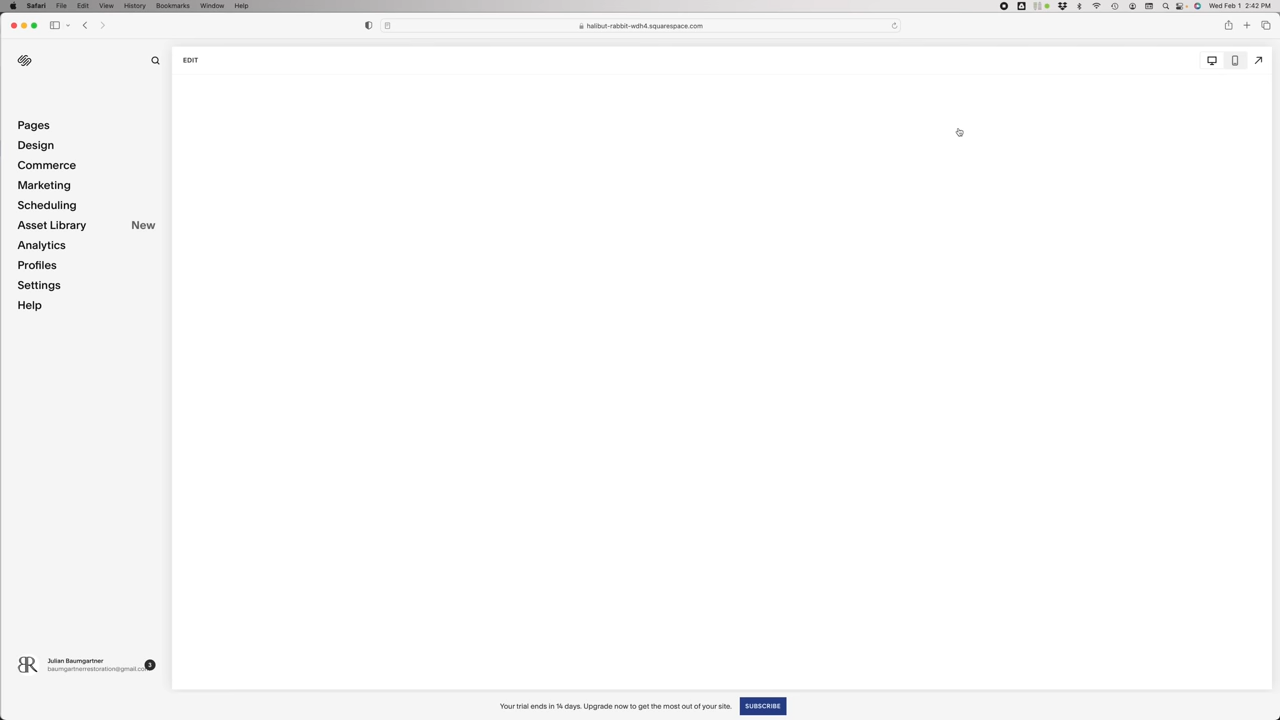 Safari File Edit View History Bookmarks Window Help
Wed Feb 1 2:42 PM
halibut-rabbit-wdh4.squarespace.com
EDIT
Pages
Design
Commerce
Marketing
Scheduling
Asset Library New
Analytics
Profiles
Settings
Help
BR
Julian Baumgartner
baumgartnerrestoration@gmail.co
3
Your trial ends in 14 days. Upgrade now to get the most out of your site. SUBSCRIBE